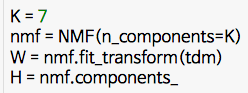 K = 7
nmf = NMF(n_components=K)
W = nmf.fit_transform(tdm)
H = nmf.components_